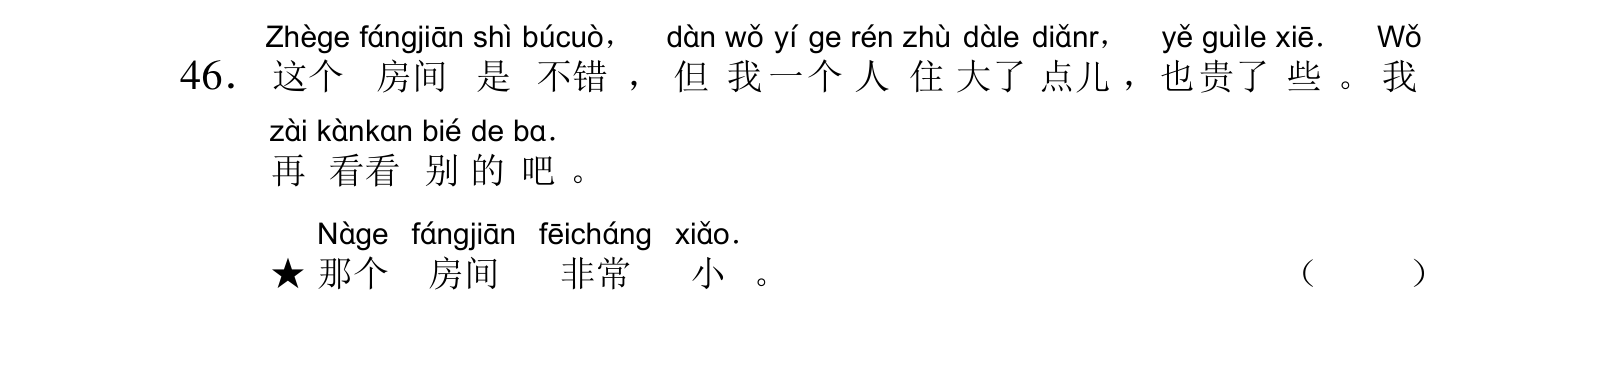 Zhège fángjiān shì búcuò, dàn wǒ yí ge rén zhù dàle diǎnr, yě guìle xiē. Wǒ
46. 这个 房间 是 不错 ， 但 我 一个 人 住 大了 点儿 ， 也贵了 些 。 我
zài kànkan bié de ba.
再 看看 别 的 吧 。
Nàge fángjiān fēicháng xiǎo.
★ 那个 房间 非常 小 。 （ ）